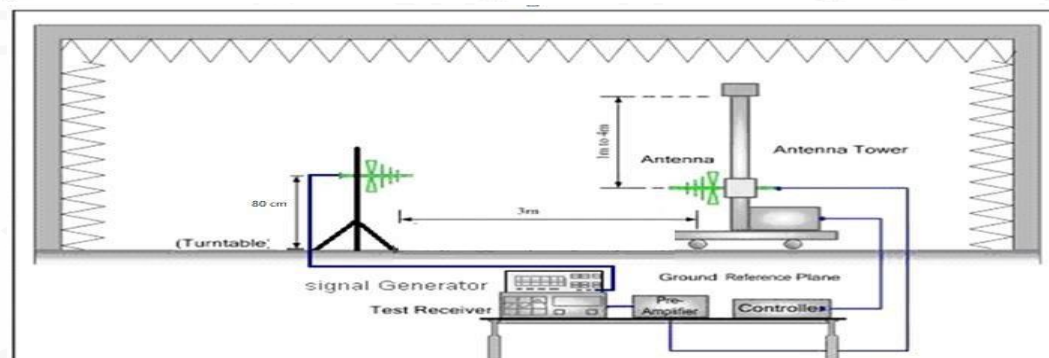 1m to 4m
Antenna
Antenna Tower
80 cm
3m
(Turntable)
Ground Reference Plane
signal Generator
Test Receiver
Pre-
Amplifier
Controller